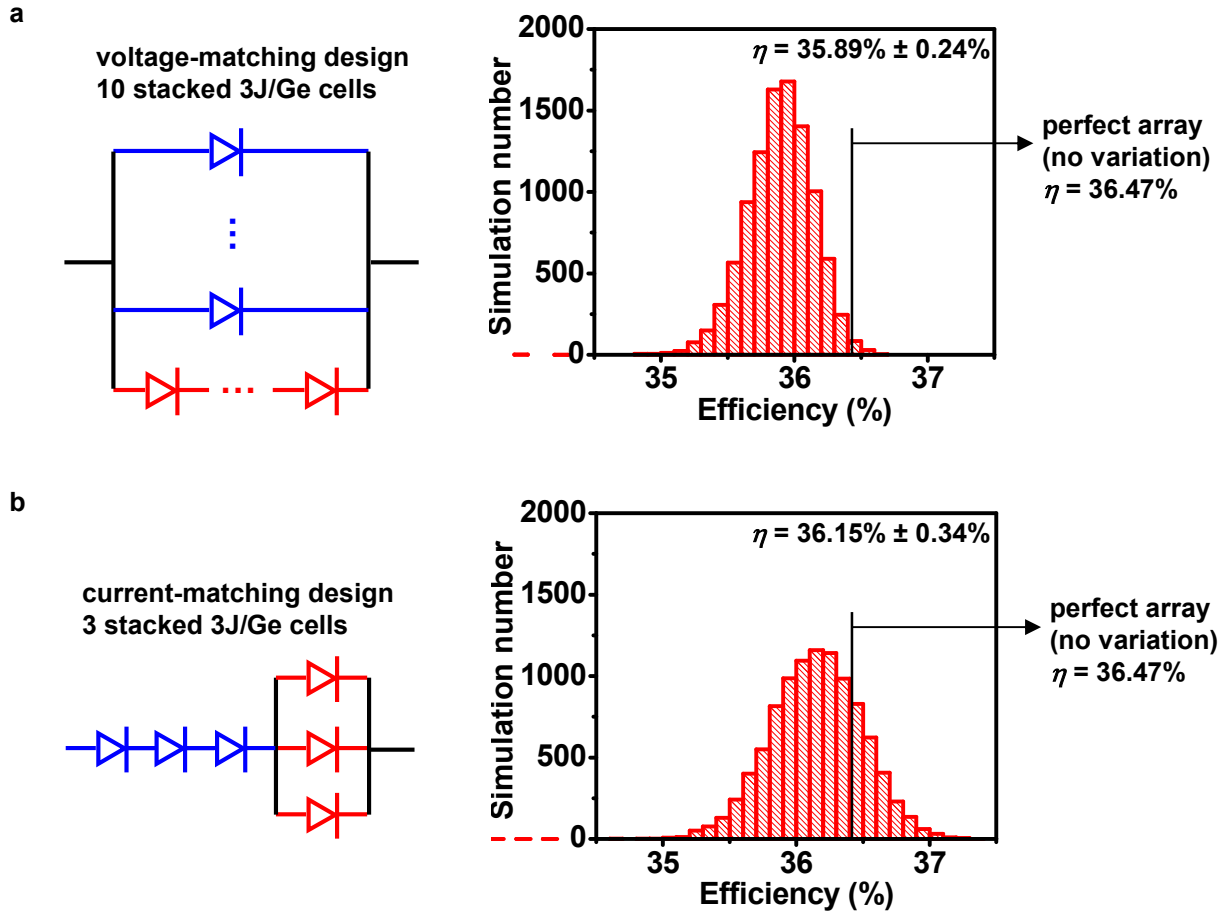 a
voltage-matching design
10 stacked 3J/Ge cells
Simulation number
2000
1500
1000
500
0
η = 35.89% ± 0.24%
perfect array
(no variation)
η = 36.47%
35 36 37
Efficiency (%)
b
current-matching design
3 stacked 3J/Ge cells
Simulation number
2000
1500
1000
500
0
η = 36.15% ± 0.34%
perfect array
(no variation)
η = 36.47%
35 36 37
Efficiency (%)